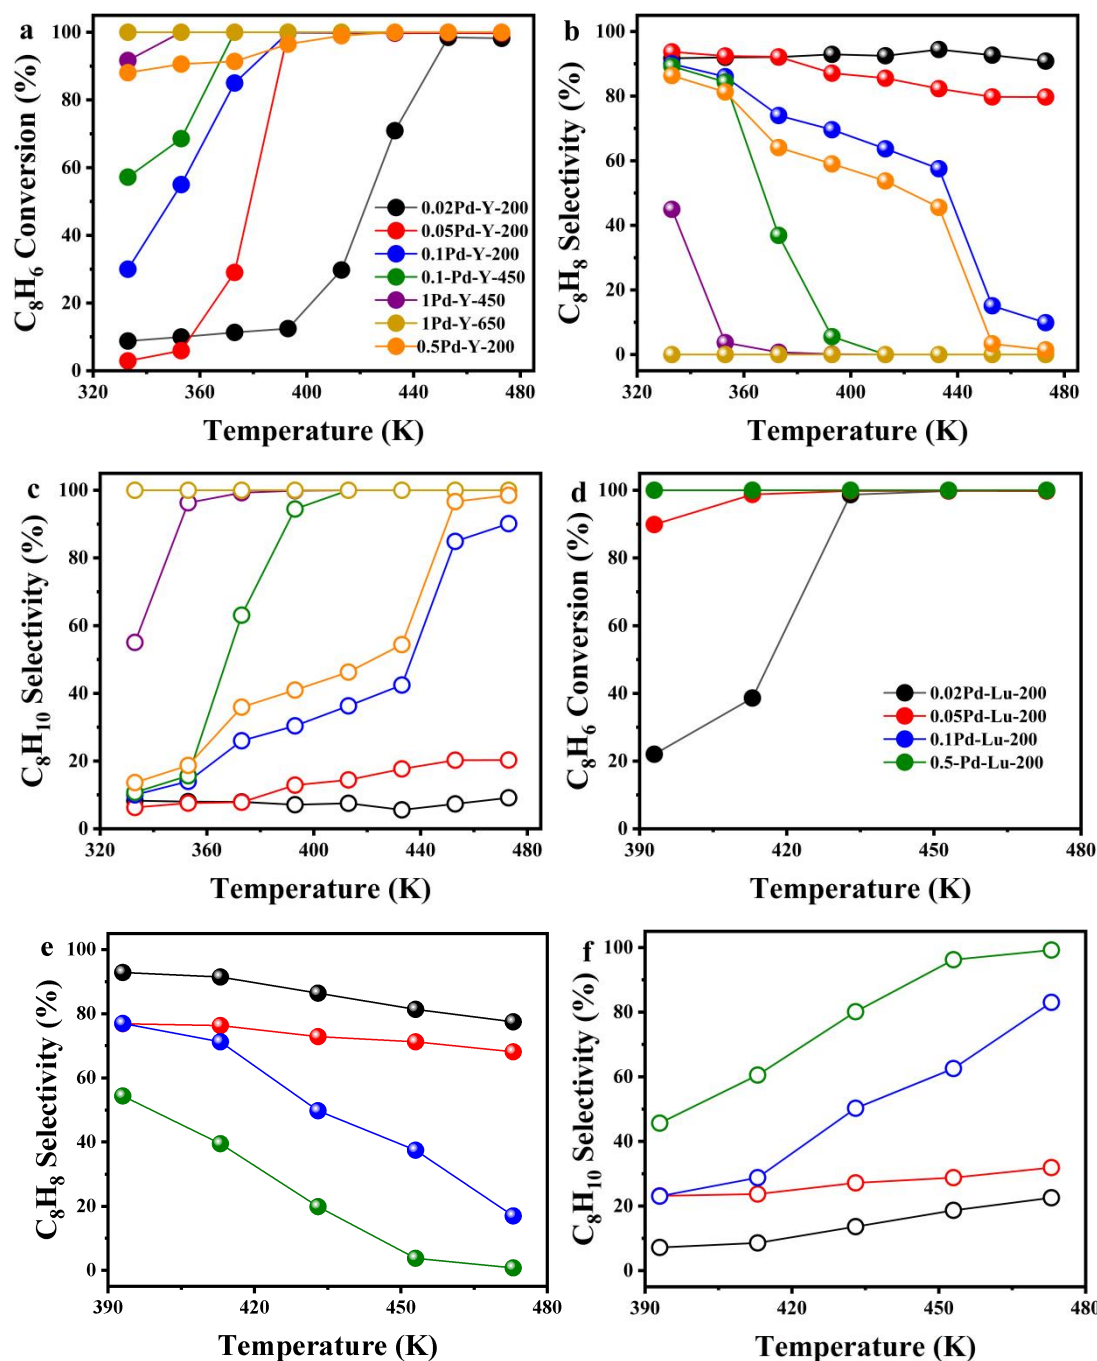 a
C8H6 Conversion (%)
100
80
60
40
20
0
0.02Pd-Y-200
0.05Pd-Y-200
0.1Pd-Y-200
0.1-Pd-Y-450
1Pd-Y-450
1Pd-Y-650
0.5Pd-Y-200
320 360 400 440 480
Temperature (K)
b
C8H8 Selectivity (%)
100
80
60
40
20
0
320 360 400 440 480
Temperature (K)
c
C8H10 Selectivity (%)
100
80
60
40
20
0
320 360 400 440 480
Temperature (K)
d
C8H6 Conversion (%)
100
80
60
40
20
0
0.02Pd-Lu-200
0.05Pd-Lu-200
0.1Pd-Lu-200
0.5-Pd-Lu-200
390 420 450 480
Temperature (K)
e
C8H8 Selectivity (%)
100
80
60
40
20
0
390 420 450 480
Temperature (K)
f
C8H10 Selectivity (%)
100
80
60
40
20
0
390 420 450 480
Temperature (K)